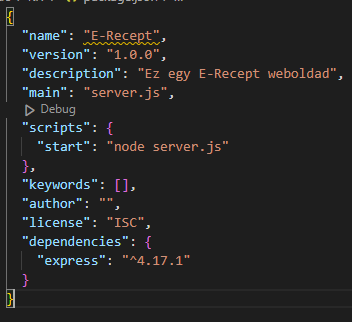 {
"name": "E-Recept",
"version": "1.0.0",
"description": "Ez egy E-Recept weboldad",
"main": "server.js",
Debug
"scripts": {
"start": "node server.js"
},
"keywords": [],
"author": "",
"license": "ISC",
"dependencies": {
"express": "^4.17.1"
}
}